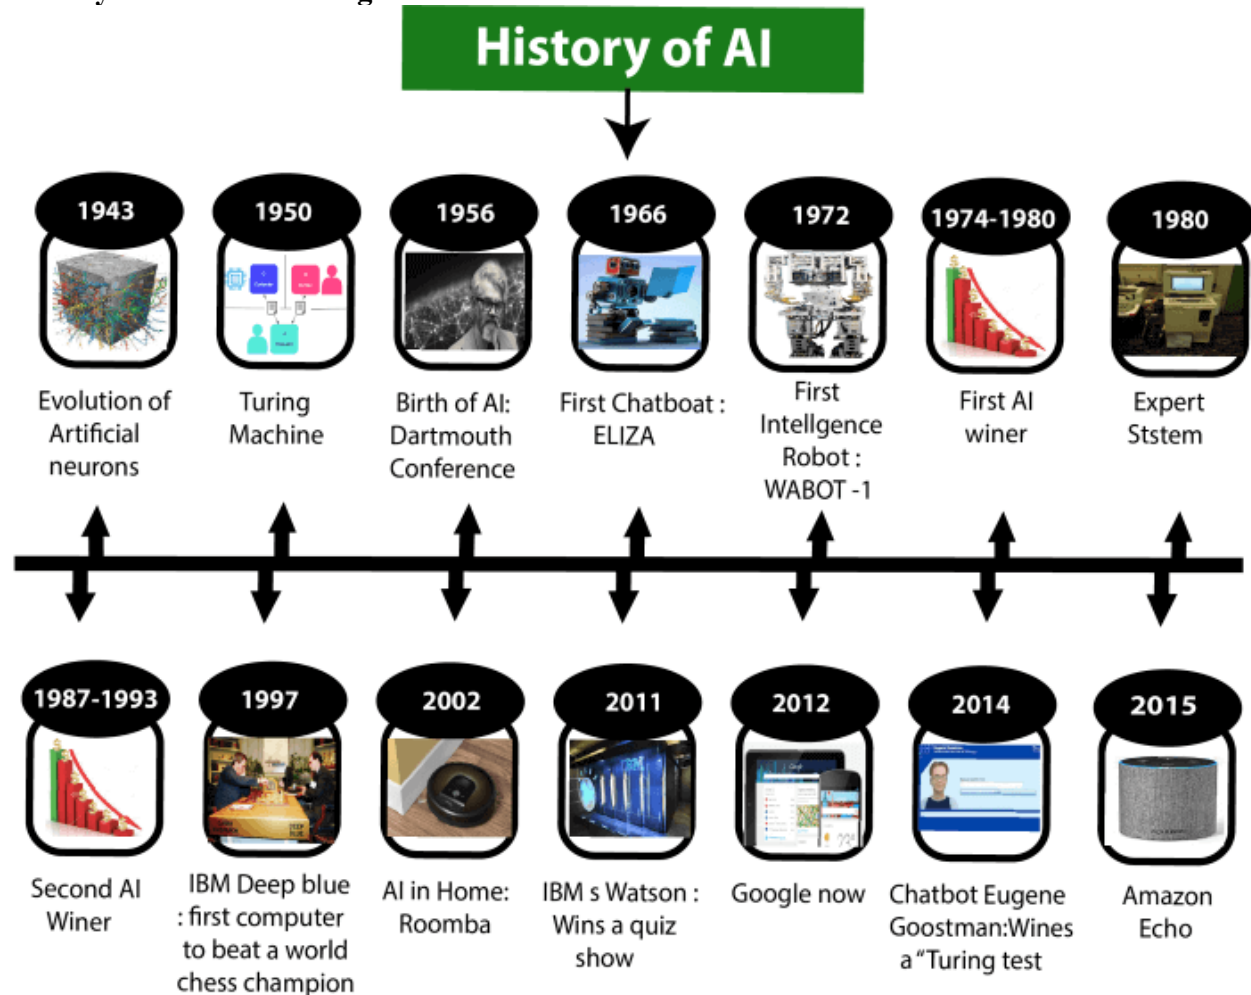 History of AI
1943
1950
1956
1966
1972
1974-1980
1980
Evolution of
Artificial
neurons
Turing
Machine
Birth of AI:
Dartmouth
Conference
First Chatboat :
ELIZA
First
Intellgence
Robot :
WABOT -1
First AI
winer
Expert
Ststem
1987-1993
1997
2002
2011
2012
2014
2015
Second AI
Winer
IBM Deep blue
: first computer
to beat a world
chess champion
AI in Home:
Roomba
IBM s Watson :
Wins a quiz
show
Google now
Chatbot Eugene
Goostman:Wines
a “Turing test
Amazon
Echo